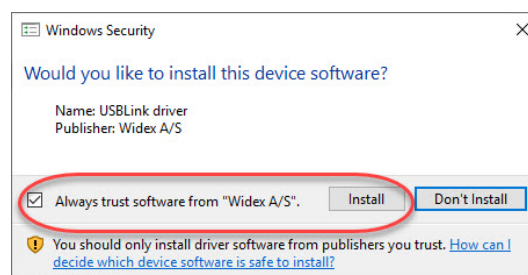 Windows Security
Would you like to install this device software?
Name: USBLink driver
Publisher: Widex A/S
Always trust software from "Widex A/S".
Install
Don't Install
You should only install driver software from publishers you trust. How can I
decide which device software is safe to install?